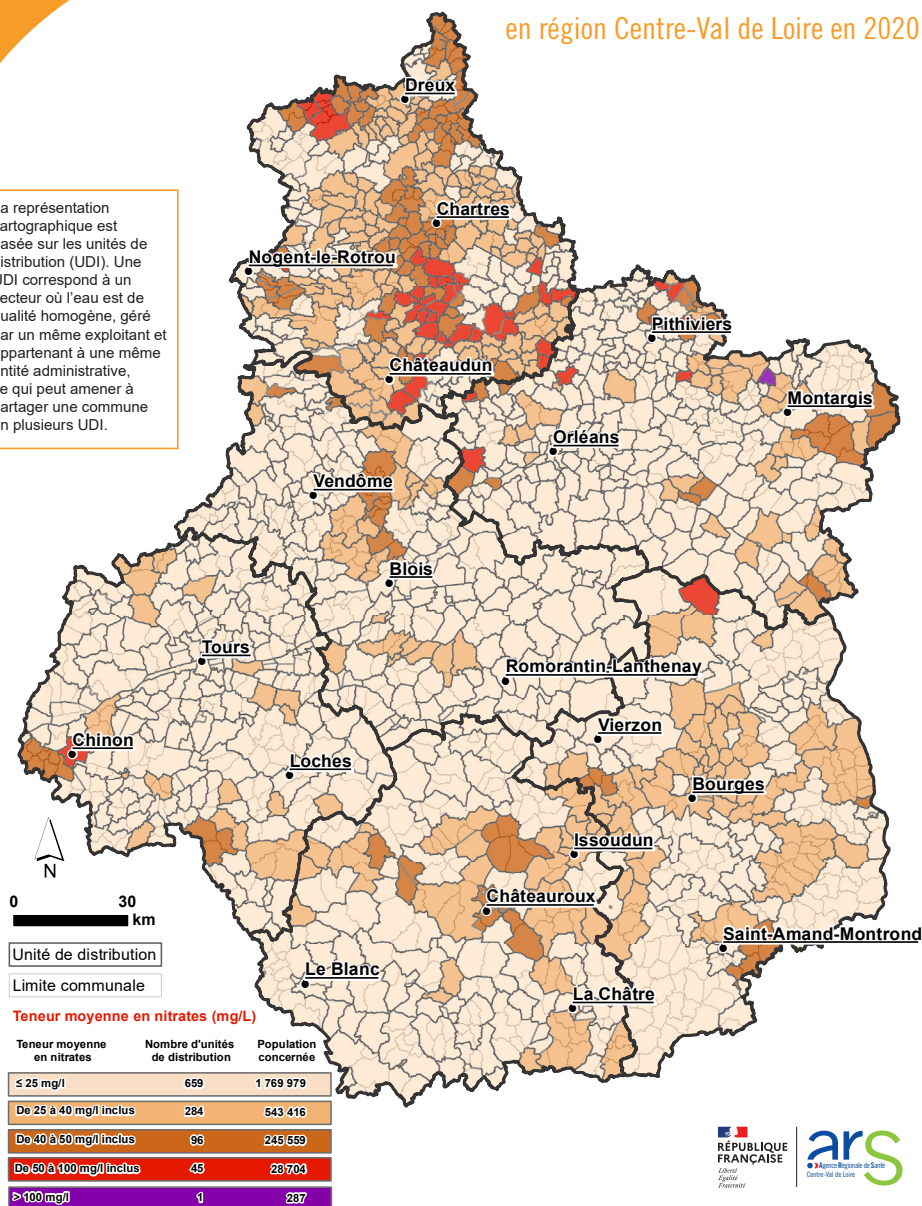 en région Centre-Val de Loire en 2020
Dreux
a représentation
artographique est
asée sur les unités de
istribution (UDI). Une
DI correspond à un
ecteur où l'eau est de
ualité homogène, géré
ar un même exploitant et
ppartenant à une même
ntité administrative,
e qui peut amener à
artager une commune
n plusieurs UDI.
Chartres
Nogent-le-Rotrou
Pithiviers
Châteaudun
Montargis
Orléans
Vendôme
Blois
Tours
Romorantin-Lanthenay
Chinon
Vierzon
Loches
Bourges
Issoudun
Châteauroux
Saint-Amand-Montrond
Le Blanc
La Châtre
N
0 30
km
Unité de distribution
Limite communale
Teneur moyenne en nitrates (mg/L)
Teneur moyenne en nitrates Nombre d'unités de distribution Population concernée
≤ 25 mg/l 659 1 769 979
De 25 à 40 mg/l inclus 284 543 416
De 40 à 50 mg/l inclus 96 245 559
De 50 à 100 mg/l inclus 45 28 704
> 100 mg/l 1 287
RÉPUBLIQUE
FRANÇAISE
Liberté
Égalité
Fraternité
ars
Agence Régionale de Santé
Centre-Val de Loire